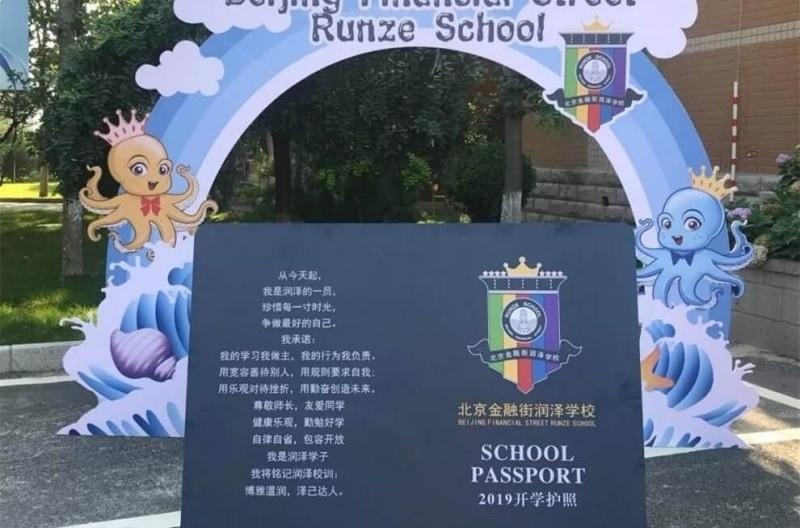 Beijing Financial Street
Runze School
RUNZE SCHOOL
北京金融街润泽学校
从今天起,
我是润泽的一员,
珍惜每一寸时光,
争做最好的自己。
我承诺:
我的学习我做主,我的行为我负责。
用宽容善待别人,用规则要求自我;
用乐观对待挫折,用勤奋创造未来。
尊敬师长,友爱同学
健康乐观,勤勉好学
自律自省,包容开放
我是润泽学子
我将铭记润泽校训:
博雅温润,泽己达人。
RUNZE SCHOOL
北京金融街润泽学校
北京金融街润泽学校
BEIJING FINANCIAL STREET RUNZE SCHOOL
SCHOOL
PASSPORT
2019开学护照